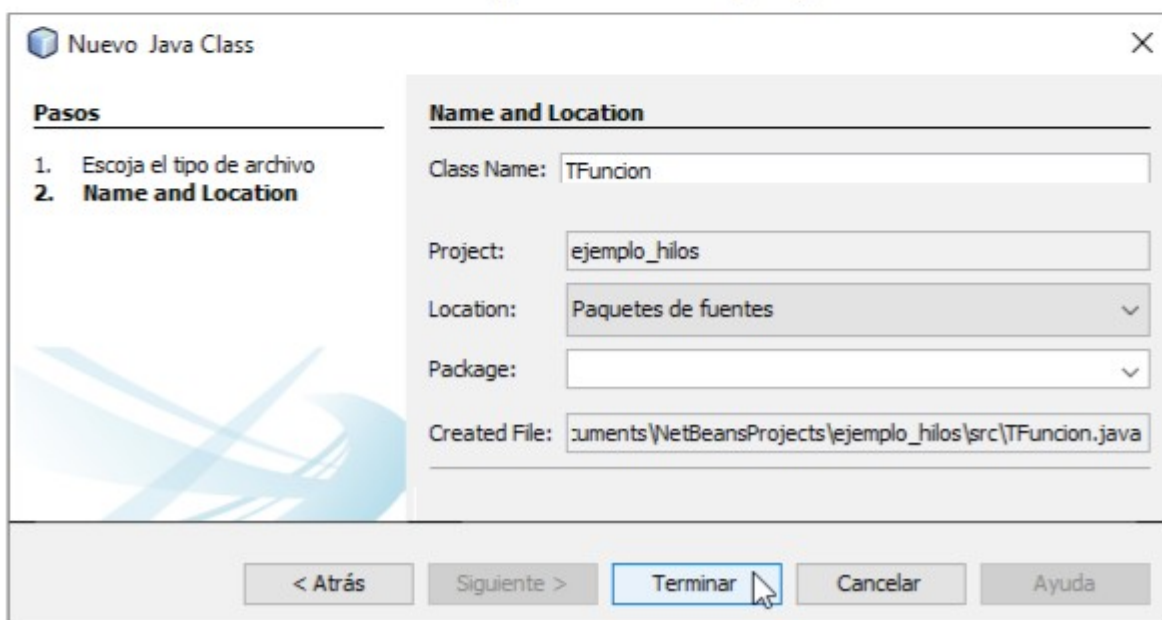 Nuevo Java Class
Pasos
1. Escoja el tipo de archivo
2. Name and Location
Name and Location
Class Name: TFuncion
Project: ejemplo_hilos
Location: Paquetes de fuentes
Package:
Created File: :uments\NetBeansProjects\ejemplo_hilos\src\TFuncion.java
< Atrás Siguiente > Terminar Cancelar Ayuda